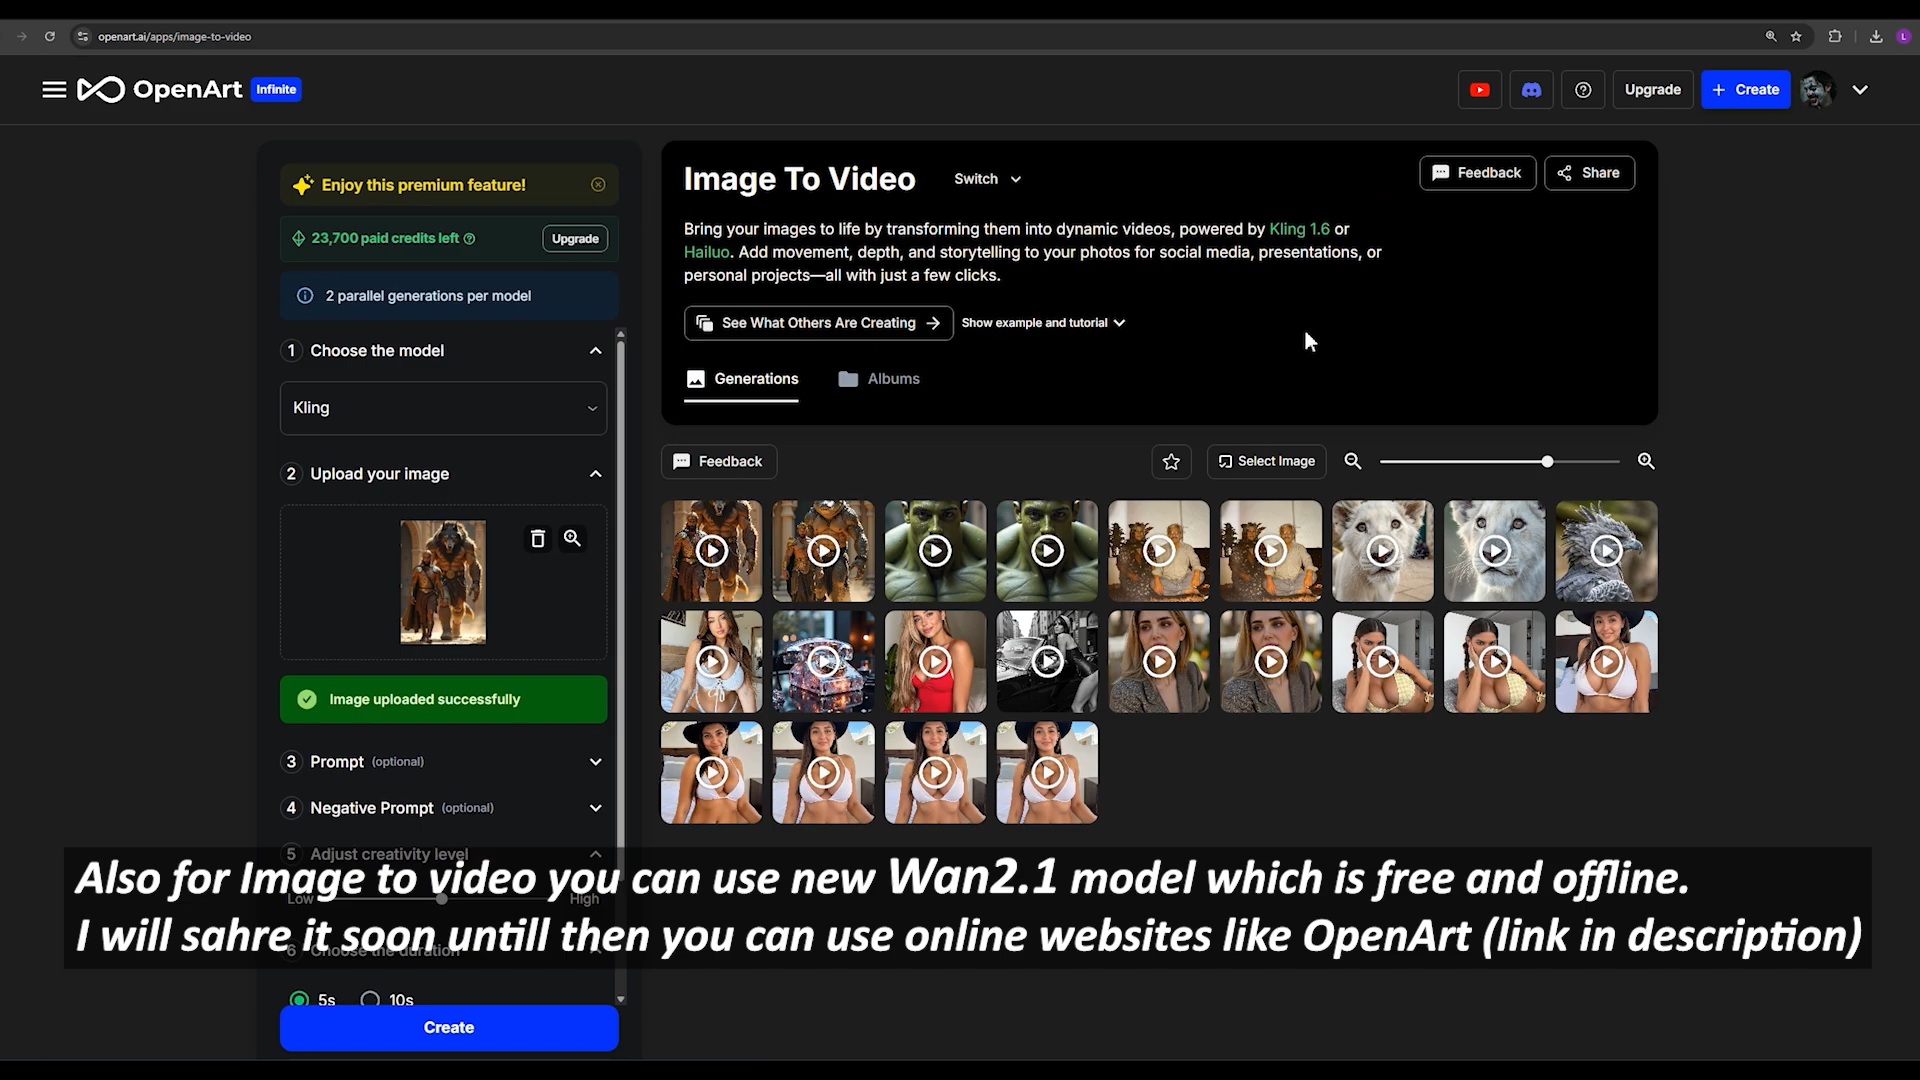 openart.ai/apps/image-to-video
L
OpenArt Infinite
Upgrade
+ Create
Enjoy this premium feature!
23,700 paid credits left
Upgrade
2 parallel generations per model
1 Choose the model
Kling
2 Upload your image
Image uploaded successfully
3 Prompt (optional)
4 Negative Prompt (optional)
5 Adjust creativity level
Low High
6 Choose the duration
5s 10s
Create
Image To Video
Switch
Feedback
Share
Bring your images to life by transforming them into dynamic videos, powered by Kling 1.6 or
Hailuo. Add movement, depth, and storytelling to your photos for social media, presentations, or
personal projects—all with just a few clicks.
See What Others Are Creating
Show example and tutorial
Generations
Albums
Feedback
Select Image
Also for Image to video you can use new Wan2.1 model which is free and offline.
I will sahre it soon untill then you can use online websites like OpenArt (link in description)